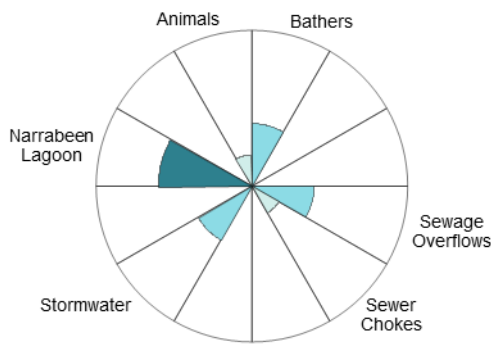 Animals
Bathers
Narrabeen
Lagoon
Sewage
Overflows
Stormwater
Sewer
Chokes